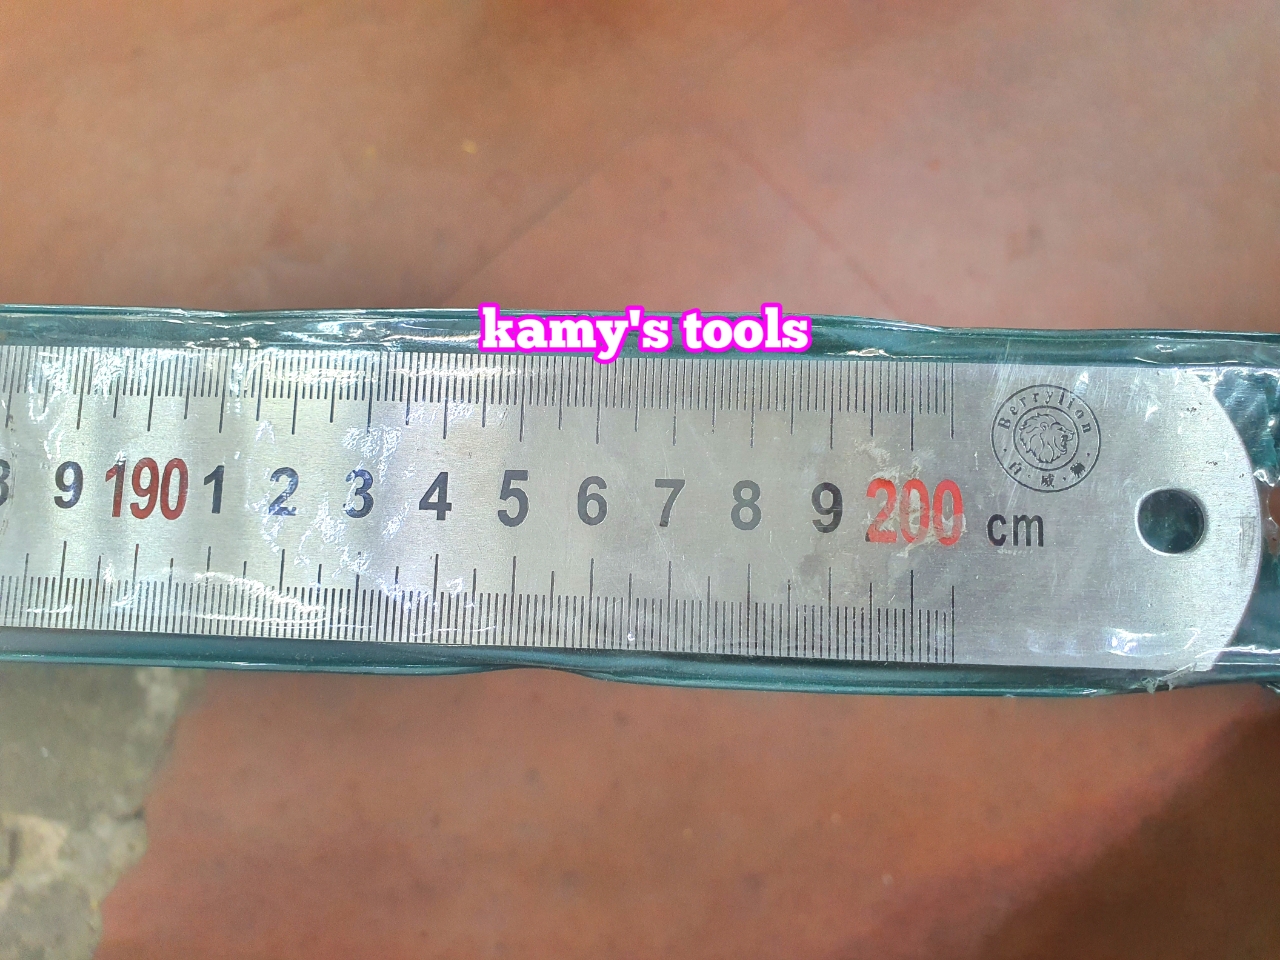 kamy's tools
Berrylion
9 190 1 2 3 4 5 6 7 8 9 200 cm